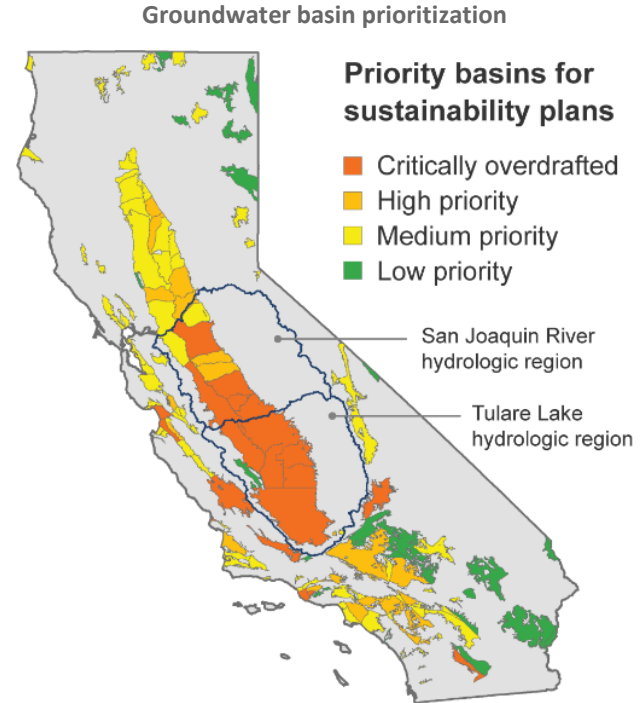 Groundwater basin prioritization
Priority basins for
sustainability plans
Critically overdrafted
High priority
Medium priority
Low priority
San Joaquin River
hydrologic region
Tulare Lake
hydrologic region